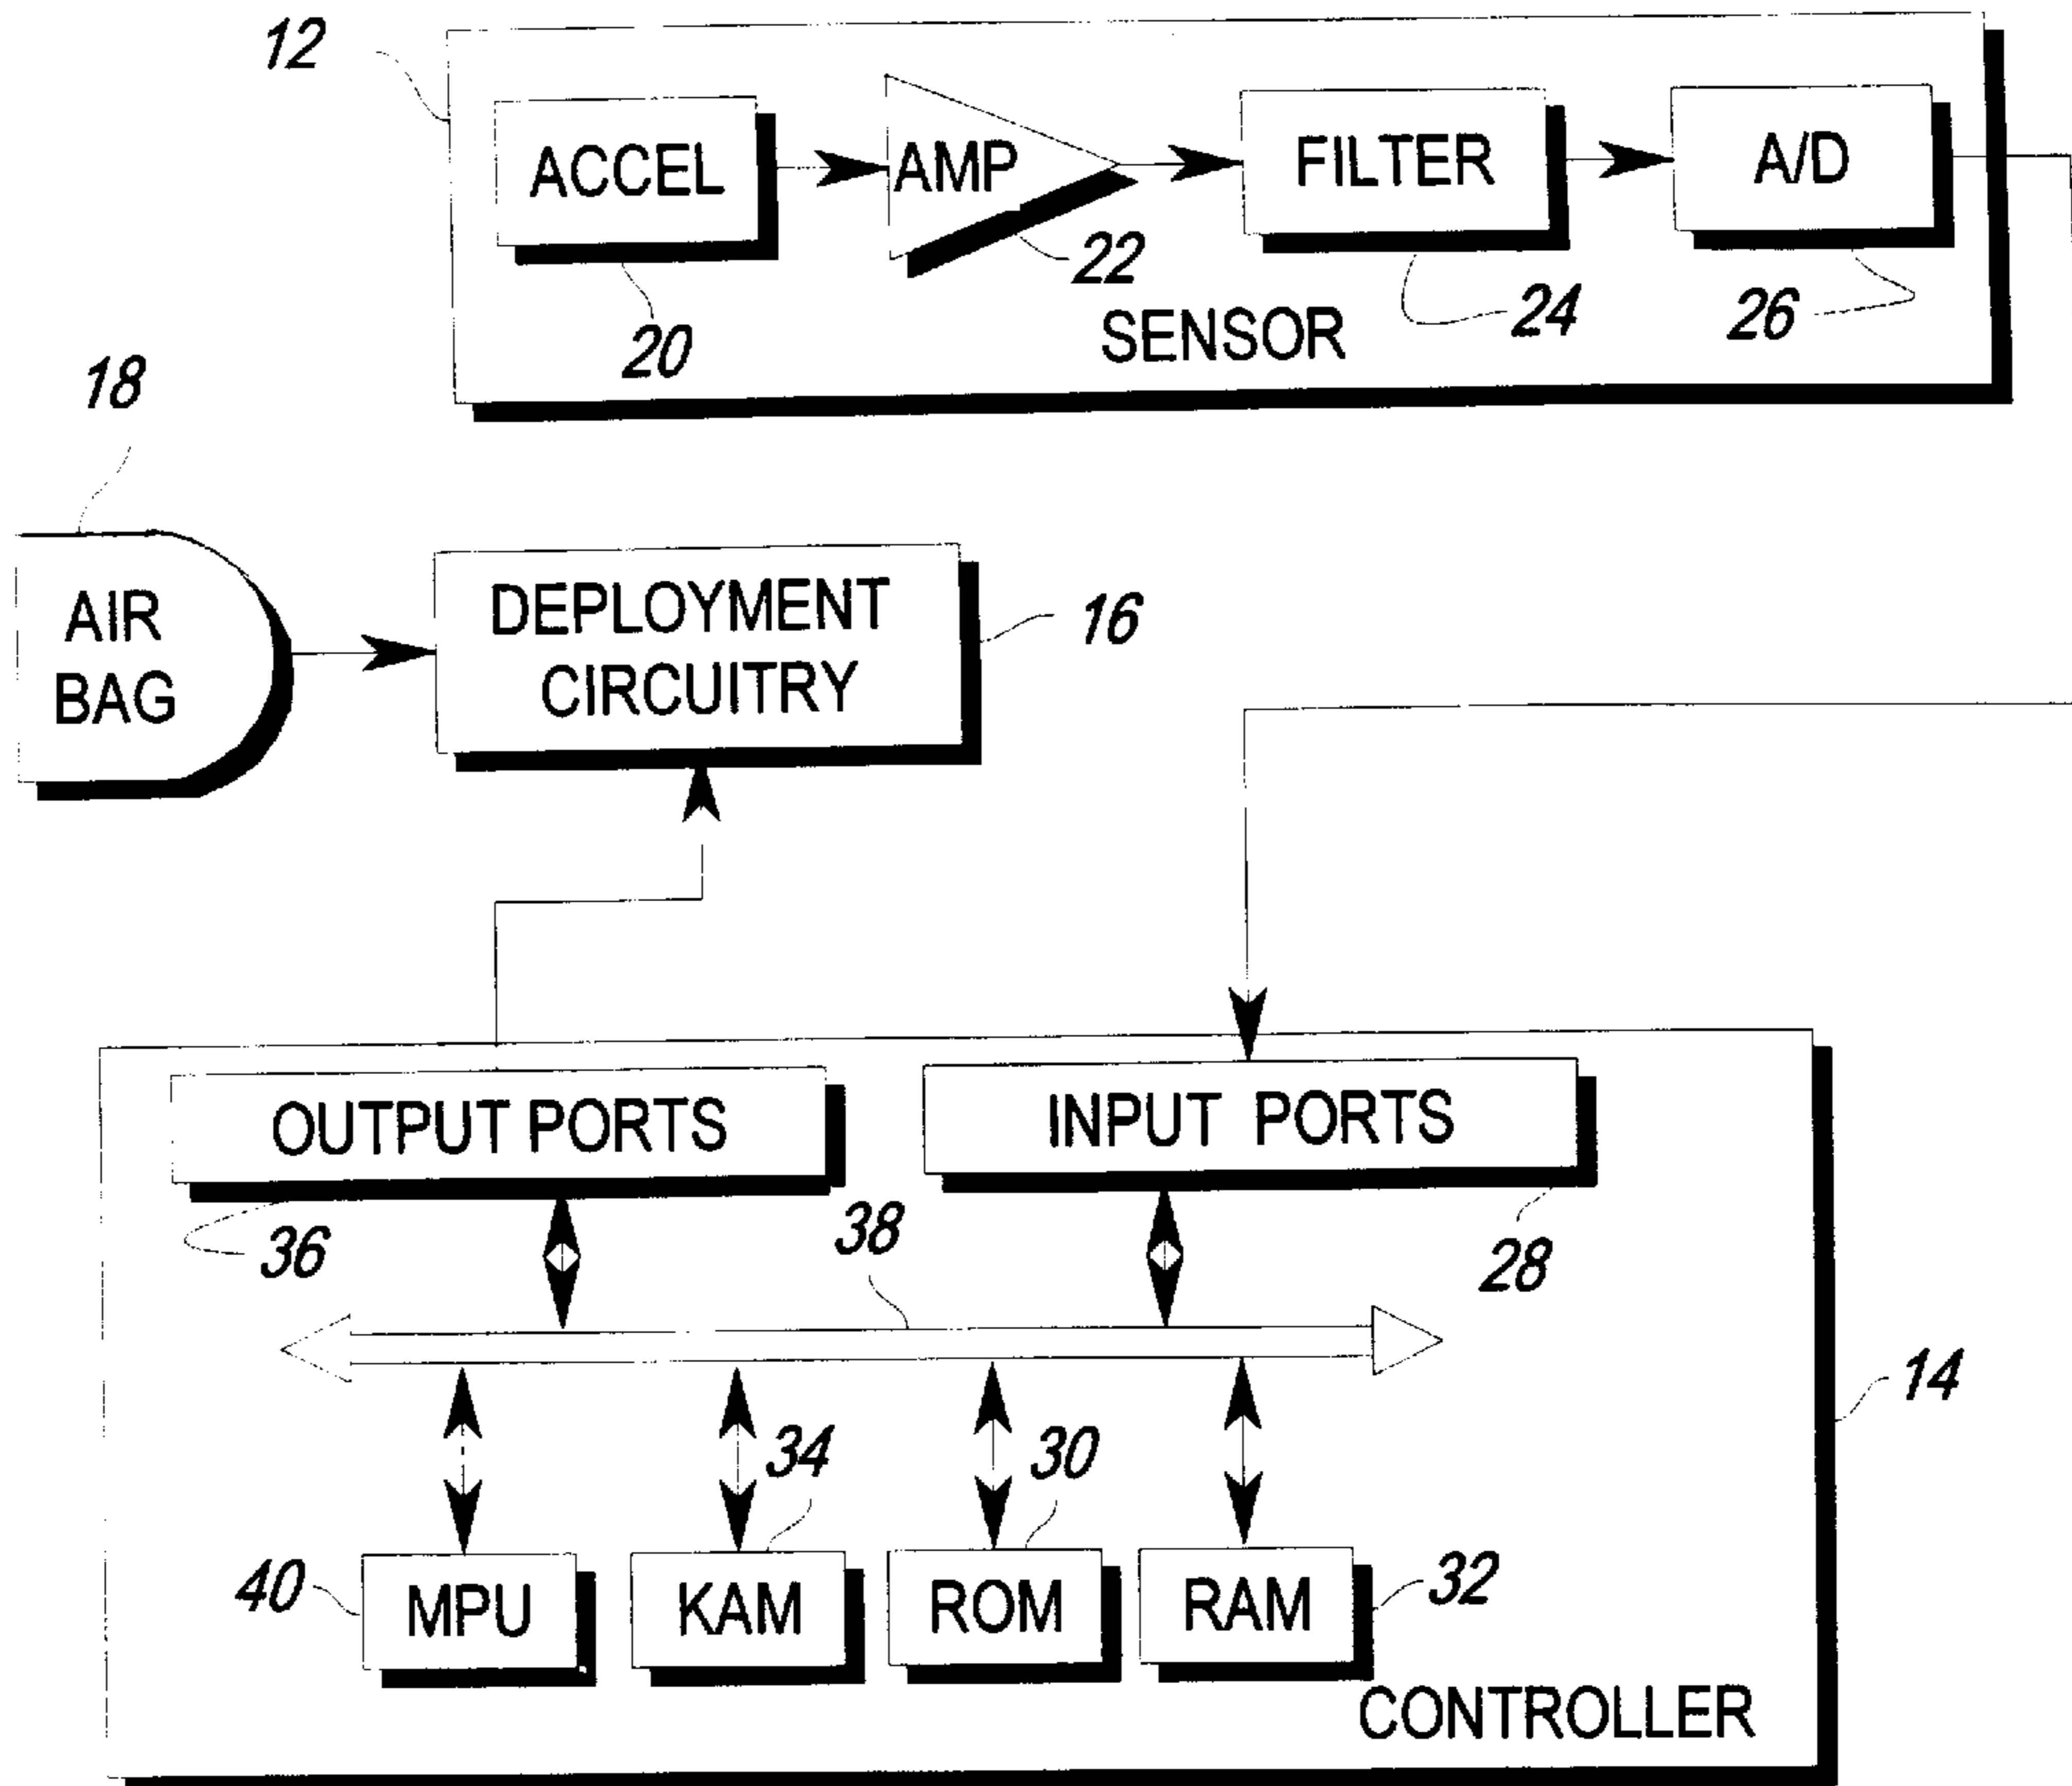 12
ACCEL
AMP
FILTER
A/D
20
22
24
26
SENSOR
18
AIR
BAG
DEPLOYMENT
CIRCUITRY
16
OUTPUT PORTS
INPUT PORTS
36
38
28
14
34
30
40
MPU
KAM
ROM
RAM
32
CONTROLLER